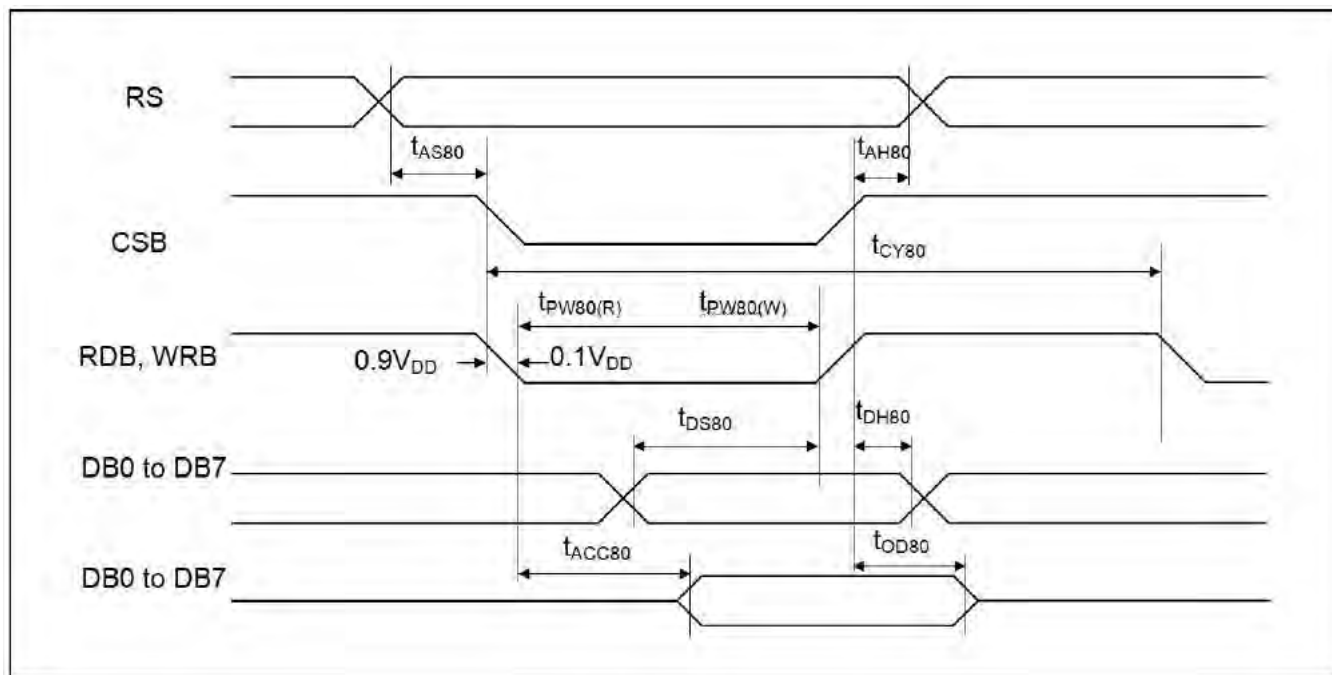 RS
tAS80
tAH80
CSB
tCY80
tPW80(R)
tPW80(W)
RDB, WRB
0.9VDD
0.1VDD
tDS80
tDH80
DB0 to DB7
tACC80
tOD80
DB0 to DB7